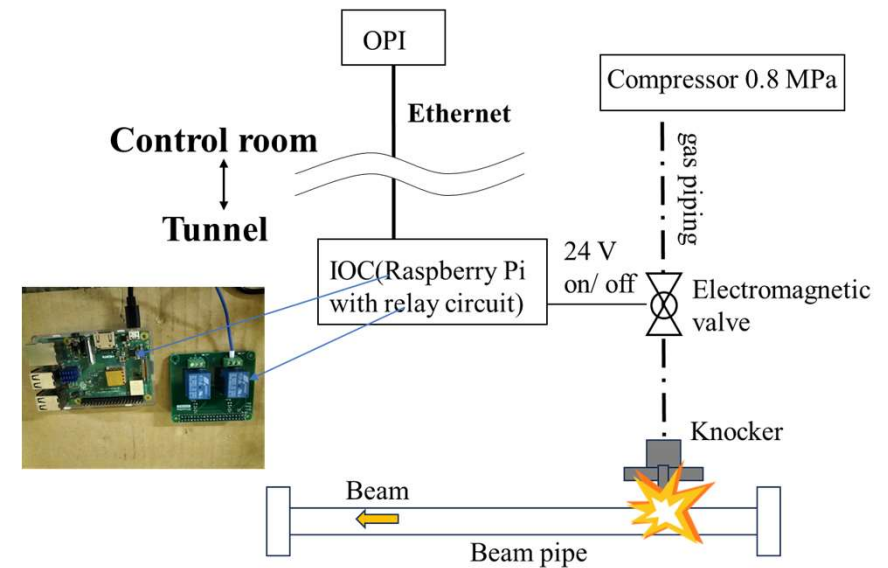 OPI
Compressor 0.8 MPa
Ethernet
gas piping
Control room
Tunnel
IOC(Raspberry Pi
with relay circuit)
24 V
on/ off
Electromagnetic
valve
Knocker
Beam
Beam pipe